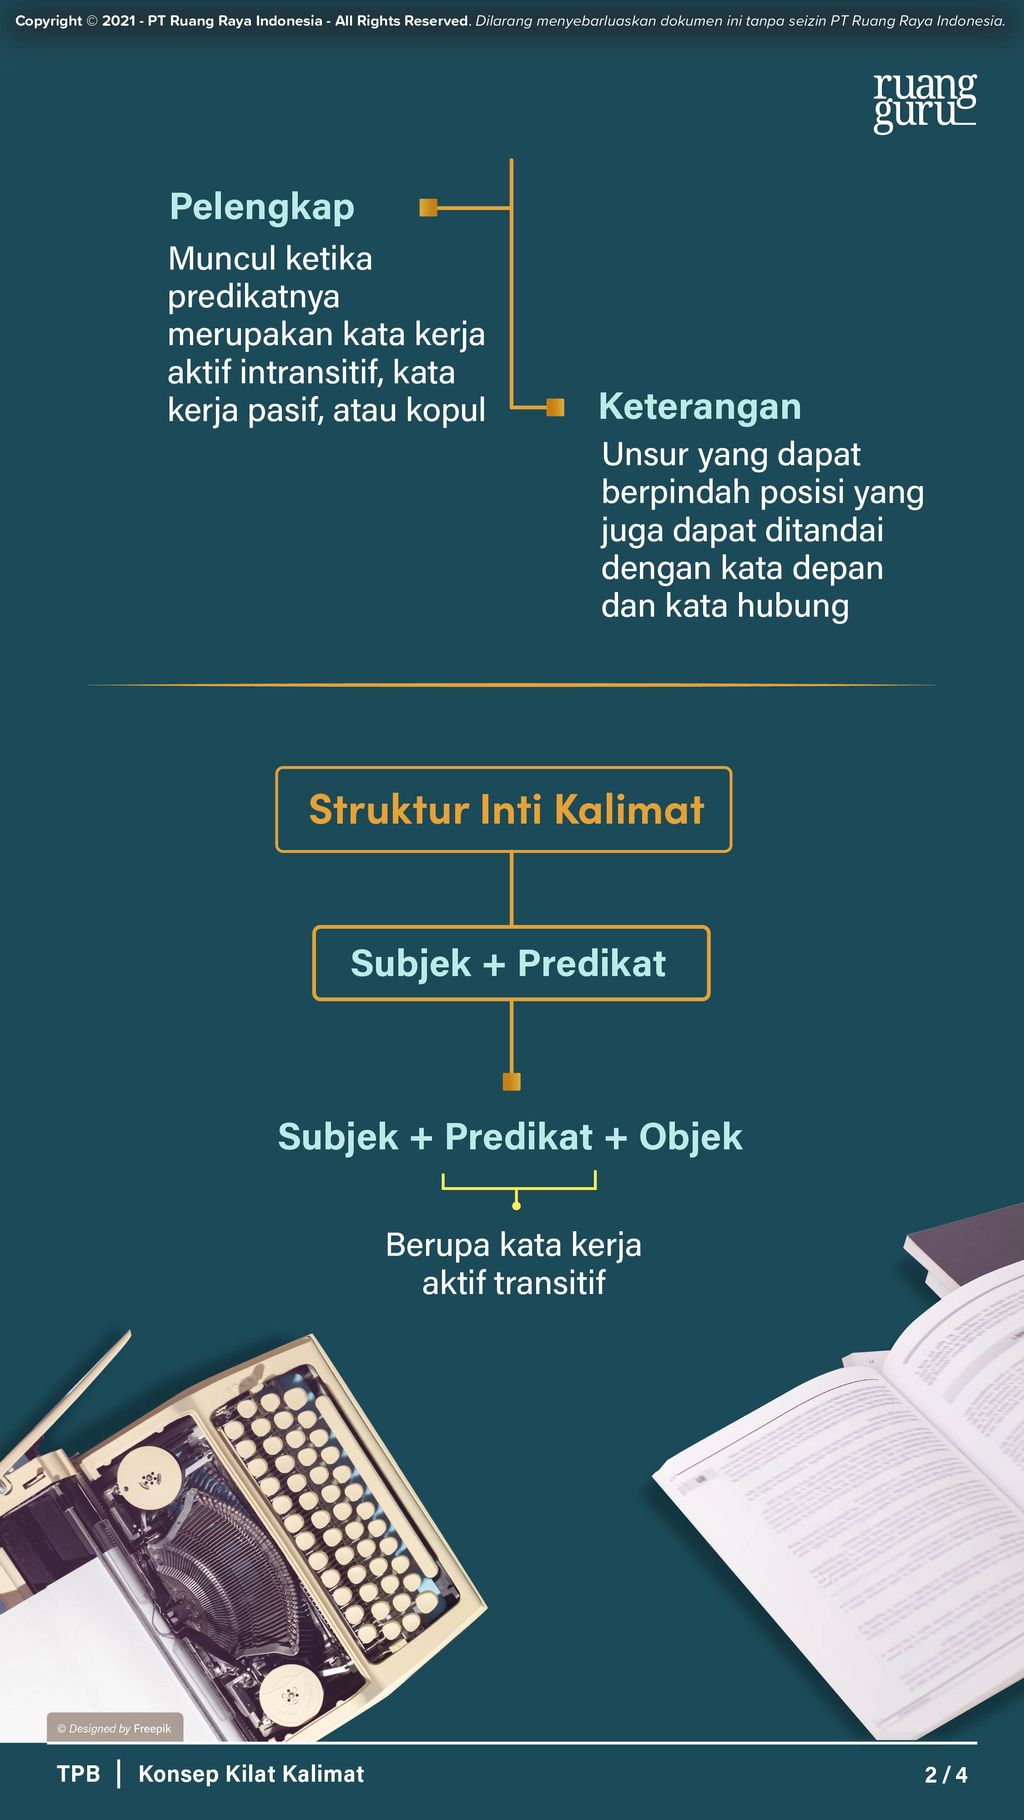 Copyright © 2021 - PT Ruang Raya Indonesia - All Rights Reserved. Dilarang menyebarluaskan dokumen ini tanpa seizin PT Ruang Raya Indonesia.
ruang
guru
Pelengkap
Muncul ketika
predikatnya
merupakan kata kerja
aktif intransitif, kata
kerja pasif, atau kopul
Keterangan
Unsur yang dapat
berpindah posisi yang
juga dapat ditandai
dengan kata depan
dan kata hubung
Struktur Inti Kalimat
Subjek + Predikat
Subjek + Predikat + Objek
Berupa kata kerja
aktif transitif
© Designed by Freepik
TPB | Konsep Kilat Kalimat
2 / 4